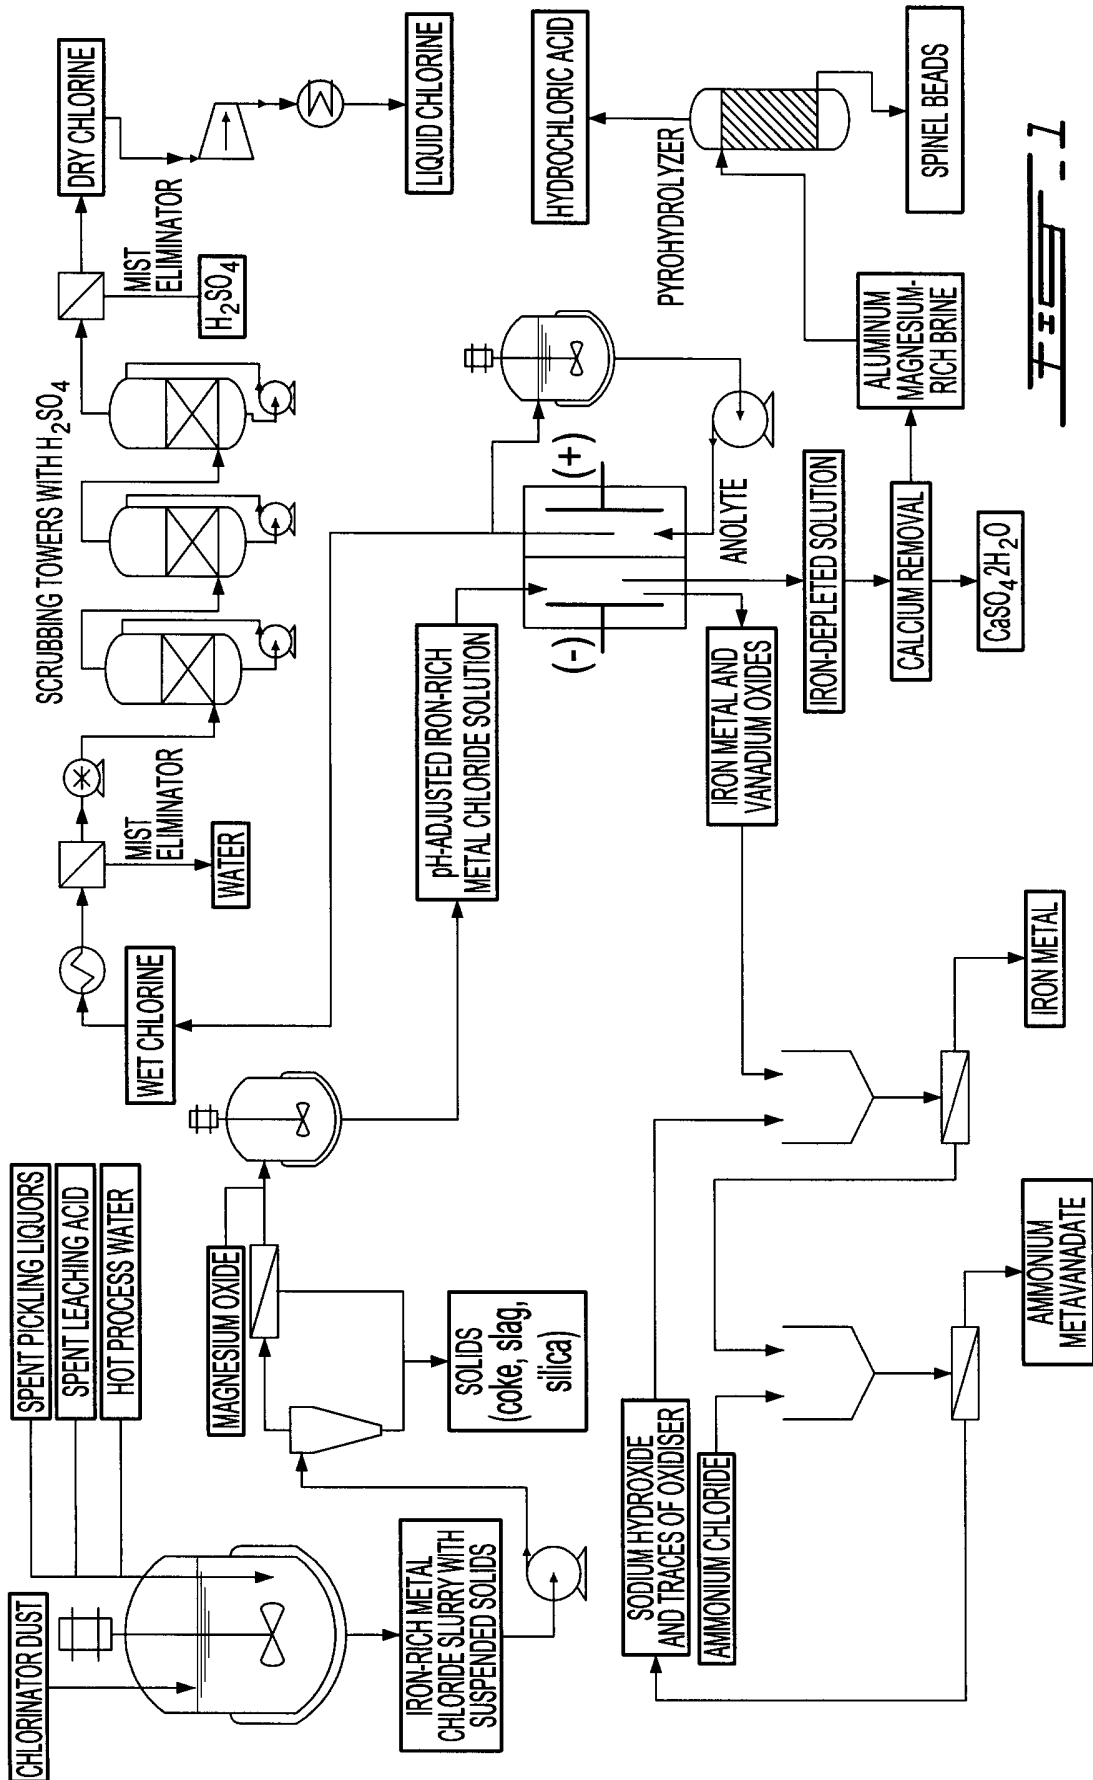 CHLORINATOR DUST
SPENT PICKLING LIQUORS
SPENT LEACHING ACID
HOT PROCESS WATER
IRON-RICH METAL
CHLORIDE SLURRY WITH
SUSPENDED SOLIDS
MAGNESIUM OXIDE
SOLIDS
(coke, slag,
silica)
WET CHLORINE
MIST
ELIMINATOR
WATER
SCRUBBING TOWERS WITH H2SO4
MIST
ELIMINATOR
H2SO4
DRY CHLORINE
LIQUID CHLORINE
pH-ADJUSTED IRON-RICH
METAL CHLORIDE SOLUTION
(-)
(+)
ANOLYTE
IRON METAL AND
VANADIUM OXIDES
IRON-DEPLETED SOLUTION
CALCIUM REMOVAL
CaSO42H2O
ALUMINUM
MAGNESIUM-
RICH BRINE
PYROHYDROLYZER
HYDROCHLORIC ACID
SPINEL BEADS
SODIUM HYDROXIDE
AND TRACES OF OXIDISER
AMMONIUM CHLORIDE
IRON METAL
AMMONIUM
METAVANADATE
FIG-1